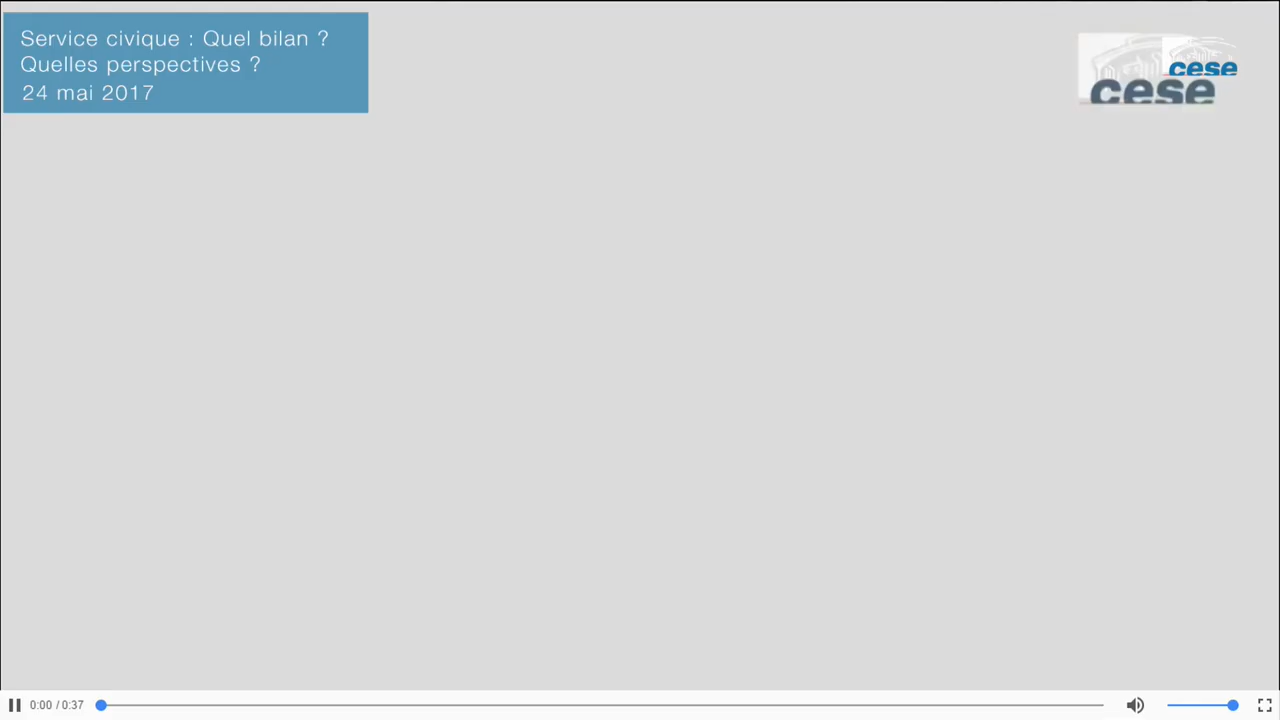 Service civique : Quel bilan ?
Quelles perspectives ?
24 mai 2017
cese
cese
0:00 / 0:37